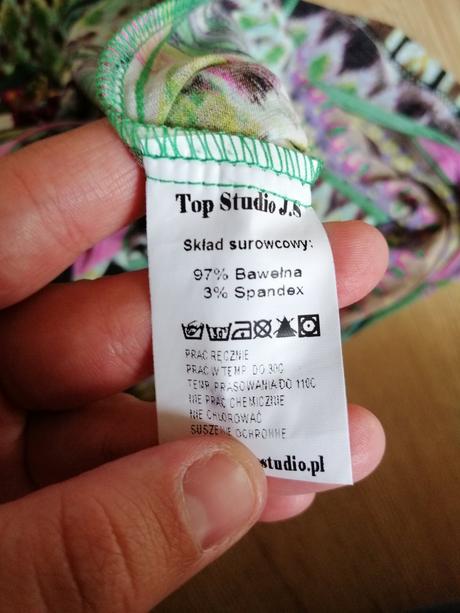 Top Studio J.S
Skład surowcowy:
97% Bawełna
3% Spandex
PRAĆ RĘCZNIE
PRAĆ W TEMP. DO 30C
TEMP. PRASOWANIA DO 110C
NIE PRAĆ CHEMICZNIE
NIE CHLOROWAĆ
SUSZENIE OCHRONNE
studio.pl